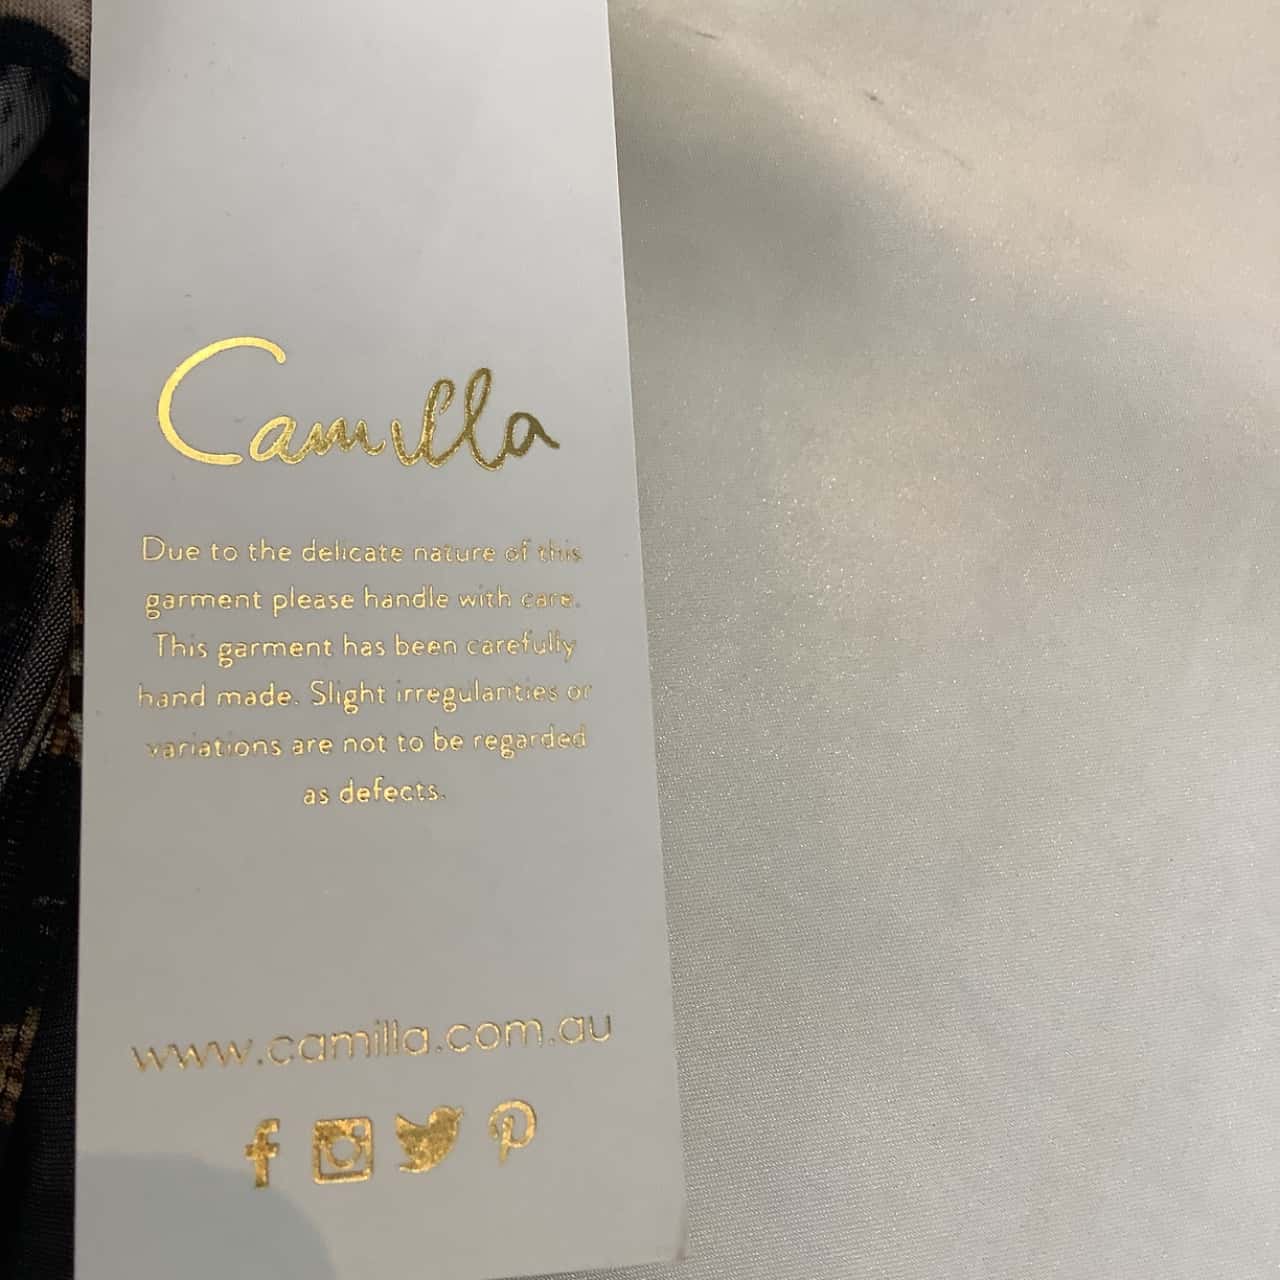 Camilla
Due to the delicate nature of this
garment please handle with care.
This garment has been carefully
hand made. Slight irregularities or
variations are not to be regarded
as defects.
www.camilla.com.au